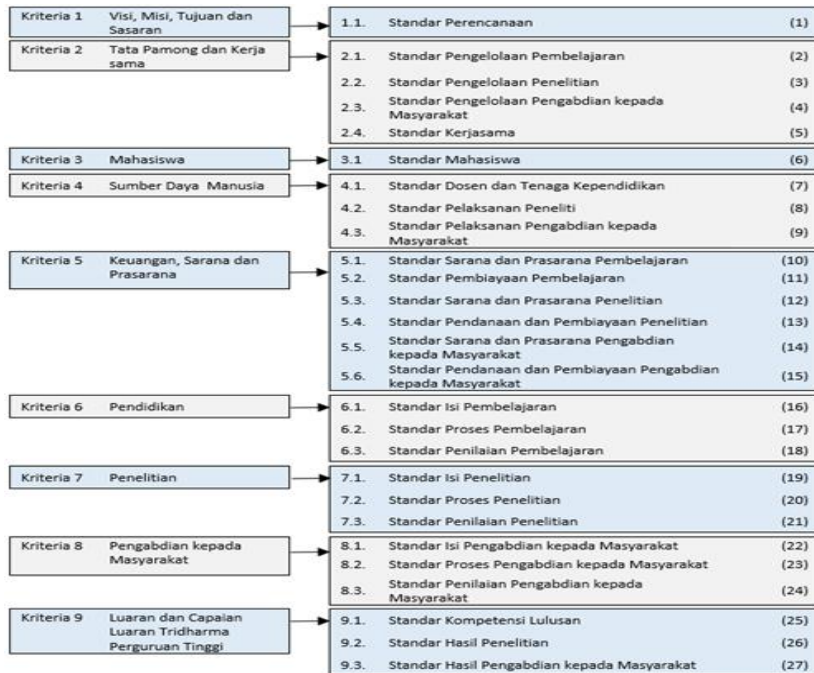 Kriteria 1 Visi, Misi, Tujuan dan
Sasaran
1.1. Standar Perencanaan (1)
Kriteria 2 Tata Pamong dan Kerja
sama
2.1. Standar Pengelolaan Pembelajaran (2)
2.2. Standar Pengelolaan Penelitian (3)
2.3. Standar Pengelolaan Pengabdian kepada
Masyarakat (4)
2.4. Standar Kerjasama (5)
Kriteria 3 Mahasiswa
3.1 Standar Mahasiswa (6)
Kriteria 4 Sumber Daya Manusia
4.1. Standar Dosen dan Tenaga Kependidikan (7)
4.2. Standar Pelaksanan Peneliti (8)
4.3. Standar Pelaksanan Pengabdian kepada
Masyarakat (9)
Kriteria 5 Keuangan, Sarana dan
Prasarana
5.1. Standar Sarana dan Prasarana Pembelajaran (10)
5.2. Standar Pembiayaan Pembelajaran (11)
5.3. Standar Sarana dan Prasarana Penelitian (12)
5.4. Standar Pendanaan dan Pembiayaan Penelitian (13)
5.5. Standar Sarana dan Prasarana Pengabdian
kepada Masyarakat (14)
5.6. Standar Pendanaan dan Pembiayaan Pengabdian
kepada Masyarakat (15)
Kriteria 6 Pendidikan
6.1. Standar Isi Pembelajaran (16)
6.2. Standar Proses Pembelajaran (17)
6.3. Standar Penilaian Pembelajaran (18)
Kriteria 7 Penelitian
7.1. Standar Isi Penelitian (19)
7.2. Standar Proses Penelitian (20)
7.3. Standar Penilaian Penelitian (21)
Kriteria 8 Pengabdian kepada
Masyarakat
8.1. Standar Isi Pengabdian kepada Masyarakat (22)
8.2. Standar Proses Pengabdian kepada Masyarakat (23)
8.3. Standar Penilaian Pengabdian kepada
Masyarakat (24)
Kriteria 9 Luaran dan Capaian
Luaran Tridharma
Perguruan Tinggi
9.1. Standar Kompetensi Lulusan (25)
9.2. Standar Hasil Penelitian (26)
9.3. Standar Hasil Pengabdian kepada Masyarakat (27)